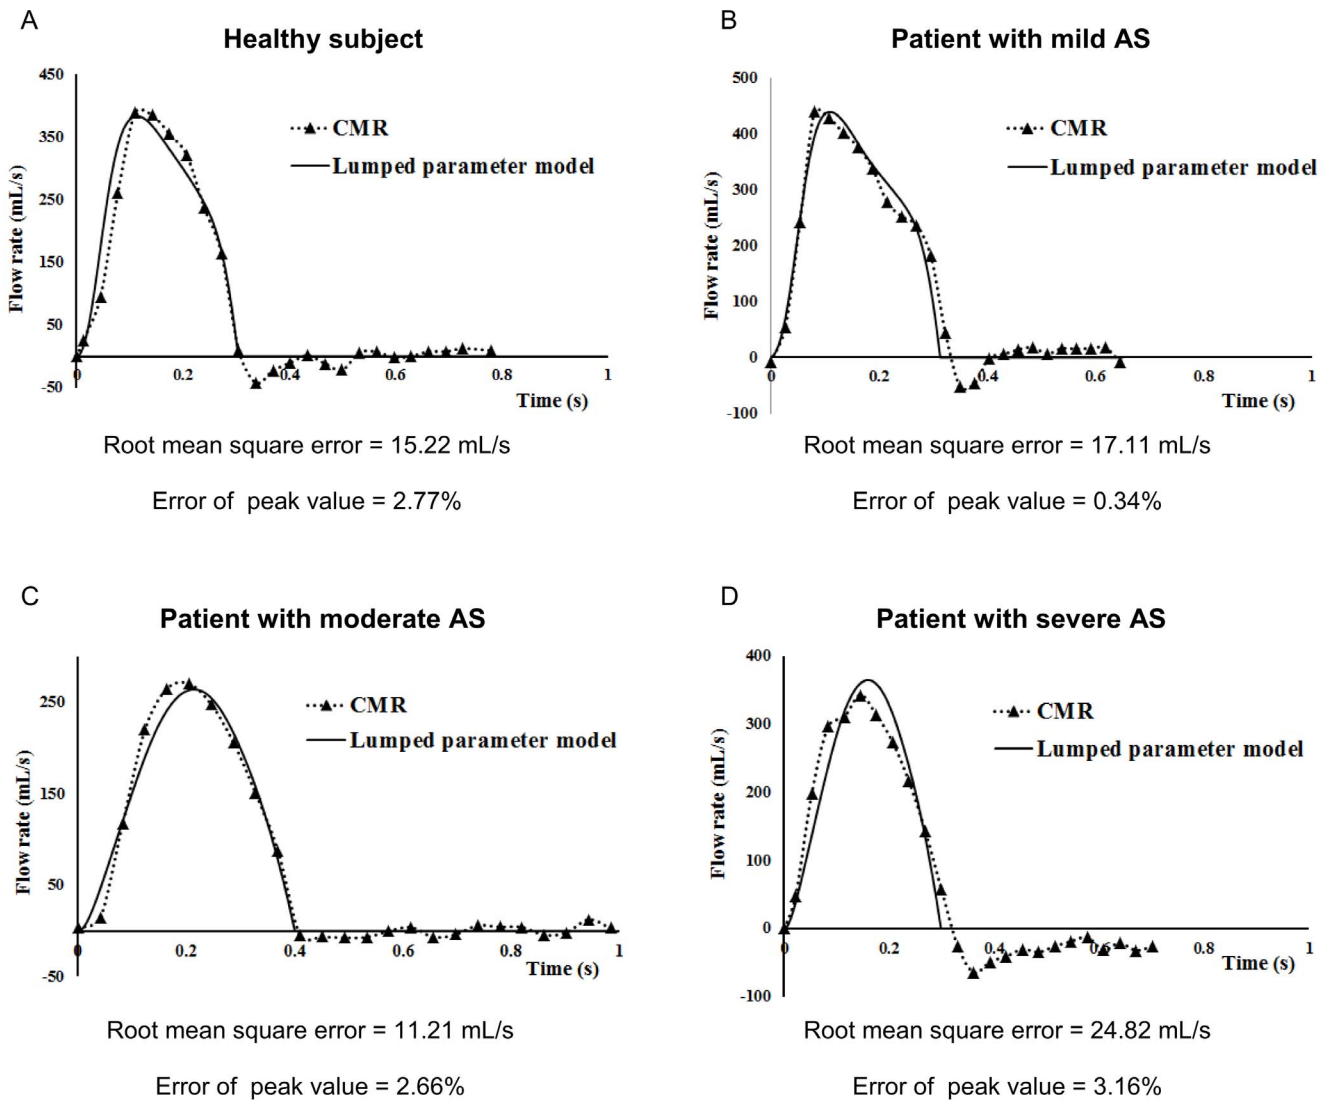 A
Healthy subject
450
350
250
150
50
-50
Flow rate (mL/s)
CMR
Lumped parameter model
0
0.2
0.4
0.6
0.8
1
Time (s)
Root mean square error = 15.22 mL/s
Error of peak value = 2.77%
B
Patient with mild AS
500
400
300
200
100
0
-100
Flow rate (mL/s)
CMR
Lumped parameter model
0
0.2
0.4
0.6
0.8
1
Time (s)
Root mean square error = 17.11 mL/s
Error of peak value = 0.34%
C
Patient with moderate AS
250
150
50
-50
Flow rate (mL/s)
CMR
Lumped parameter model
0
0.2
0.4
0.6
0.8
1
Time (s)
Root mean square error = 11.21 mL/s
Error of peak value = 2.66%
D
Patient with severe AS
400
300
200
100
0
-100
Flow rate (mL/s)
CMR
Lumped parameter model
0
0.2
0.4
0.6
0.8
1
Time (s)
Root mean square error = 24.82 mL/s
Error of peak value = 3.16%